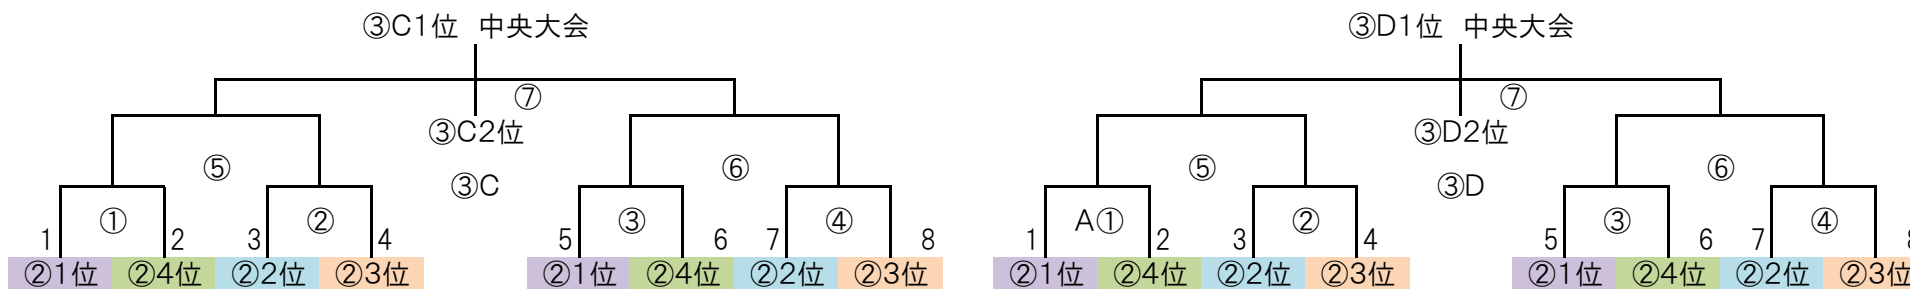 ③C1位 中央大会
⑦
③C2位
⑤ ⑥
③C
① ② ③ ④
1 2 3 4 5 6 7 8
②1位 ②4位 ②2位 ②3位 ②1位 ②4位 ②2位 ②3位
③D1位 中央大会
⑦
③D2位
⑤ ⑥
③D
A① ② ③ ④
1 2 3 4 5 6 7 8
②1位 ②4位 ②2位 ②3位 ②1位 ②4位 ②2位 ②3位